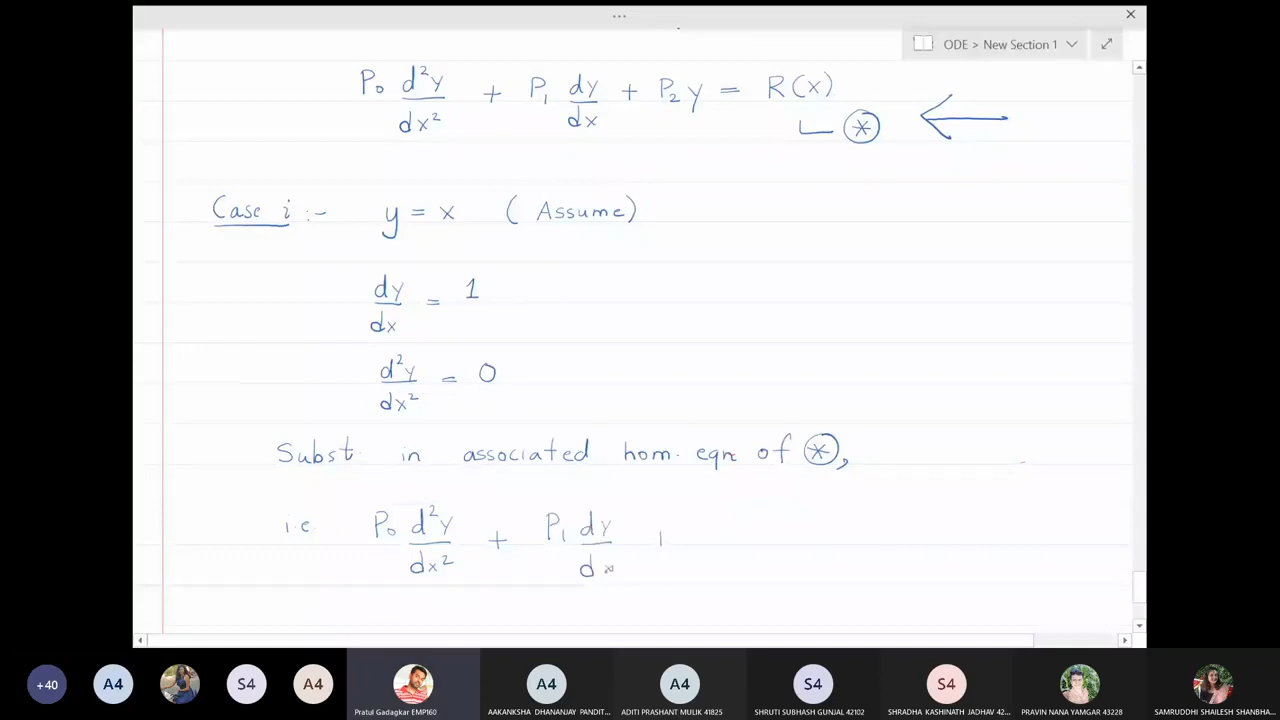 ODE > New Section 1
P₀ d²y/dx² + P₁ dy/dx + P₂ y = R(x)
└─ ⊛
Case i :- y = x ( Assume)
dy/dx = 1
d²y/dx² = 0
Subst. in associated hom. eqn of ⊛,
i.e. P₀ d²y/dx² + P₁ dy/dx
+40 A4 S4 A4 A4 A4 S4 S4
Pratul Gadagkar EMP160 AAKANKSHA DHANANJAY PANDIT... ADITI PRASHANT MULIK 41825 SHRUTI SUBHASH GUNJAL 42102 SHRADHA KASHINATH JADHAV 42... PRAVIN NANA YAMGAR 43228 SAMRUDDHI SHAILESH SHANBHA...